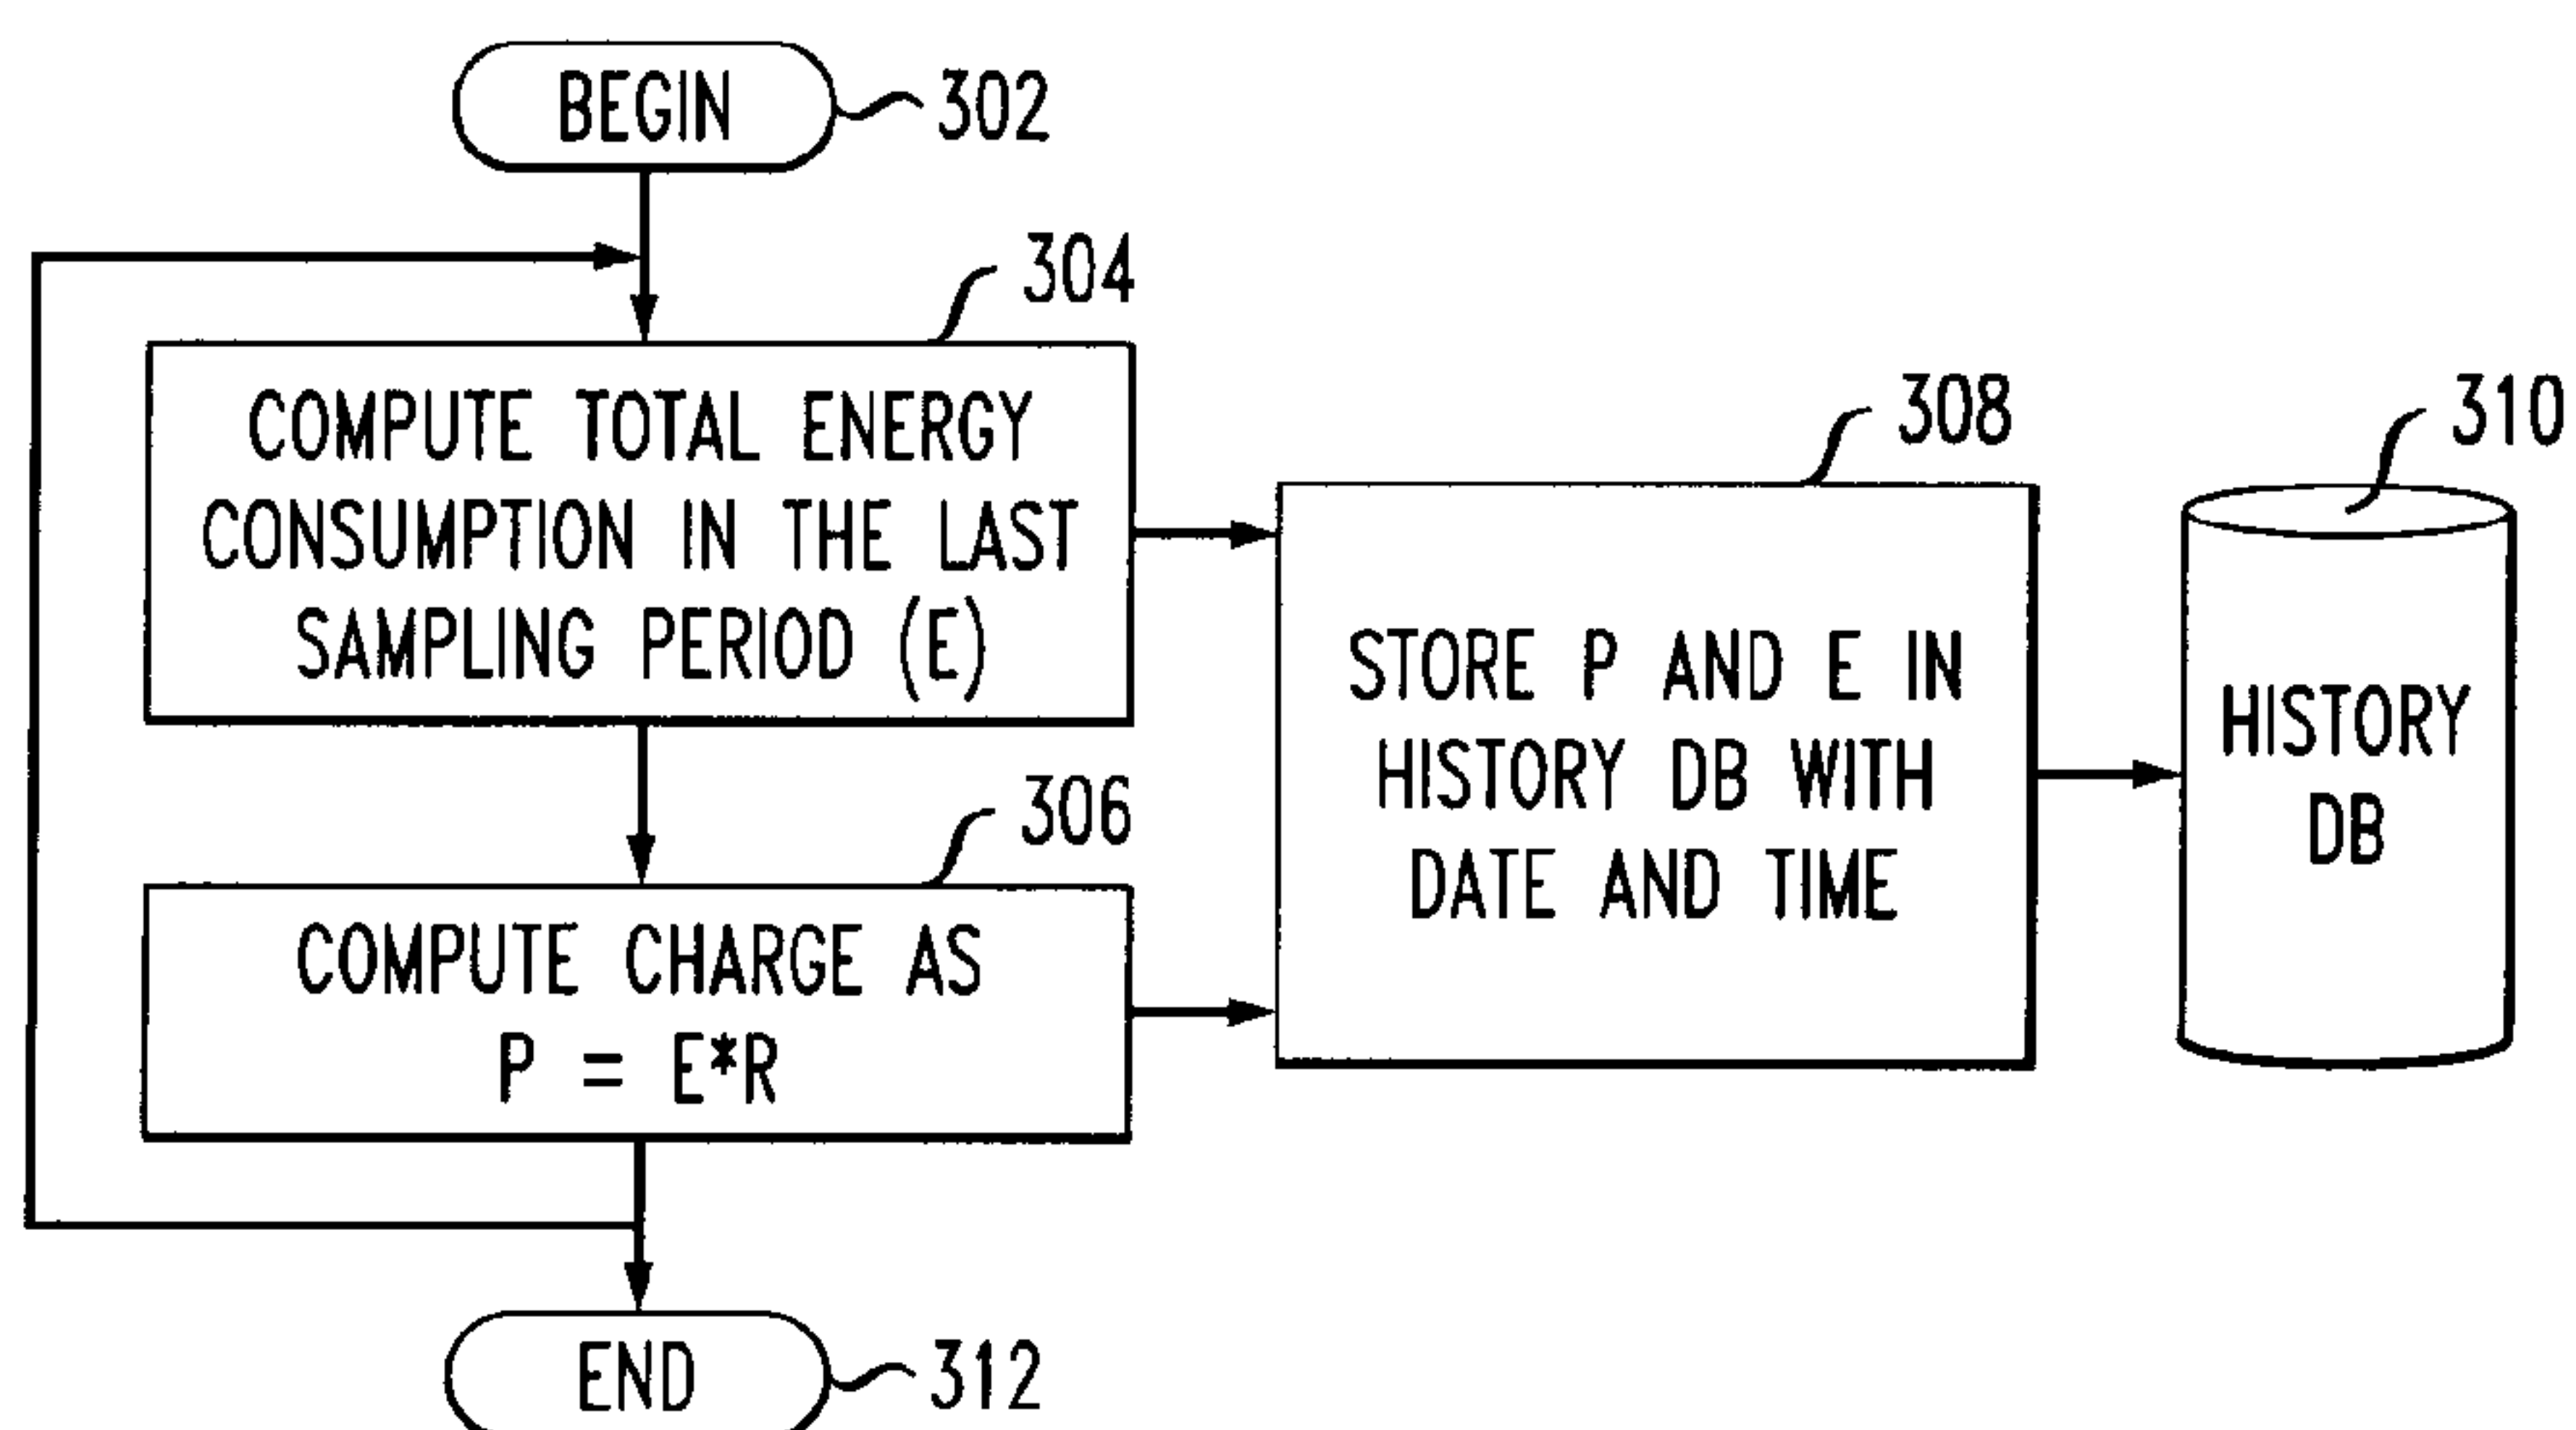 BEGIN
302
304
COMPUTE TOTAL ENERGY
CONSUMPTION IN THE LAST
SAMPLING PERIOD (E)
306
COMPUTE CHARGE AS
P = E*R
308
STORE P AND E IN
HISTORY DB WITH
DATE AND TIME
310
HISTORY
DB
END
312